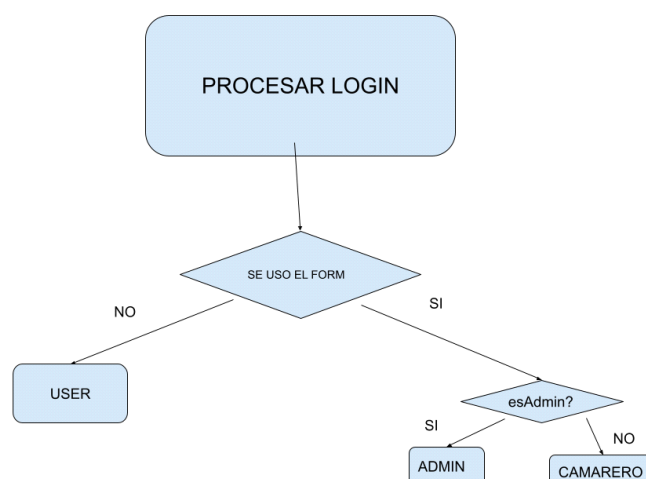 PROCESAR LOGIN
SE USO EL FORM
NO
SI
USER
esAdmin?
SI
NO
ADMIN
CAMARERO